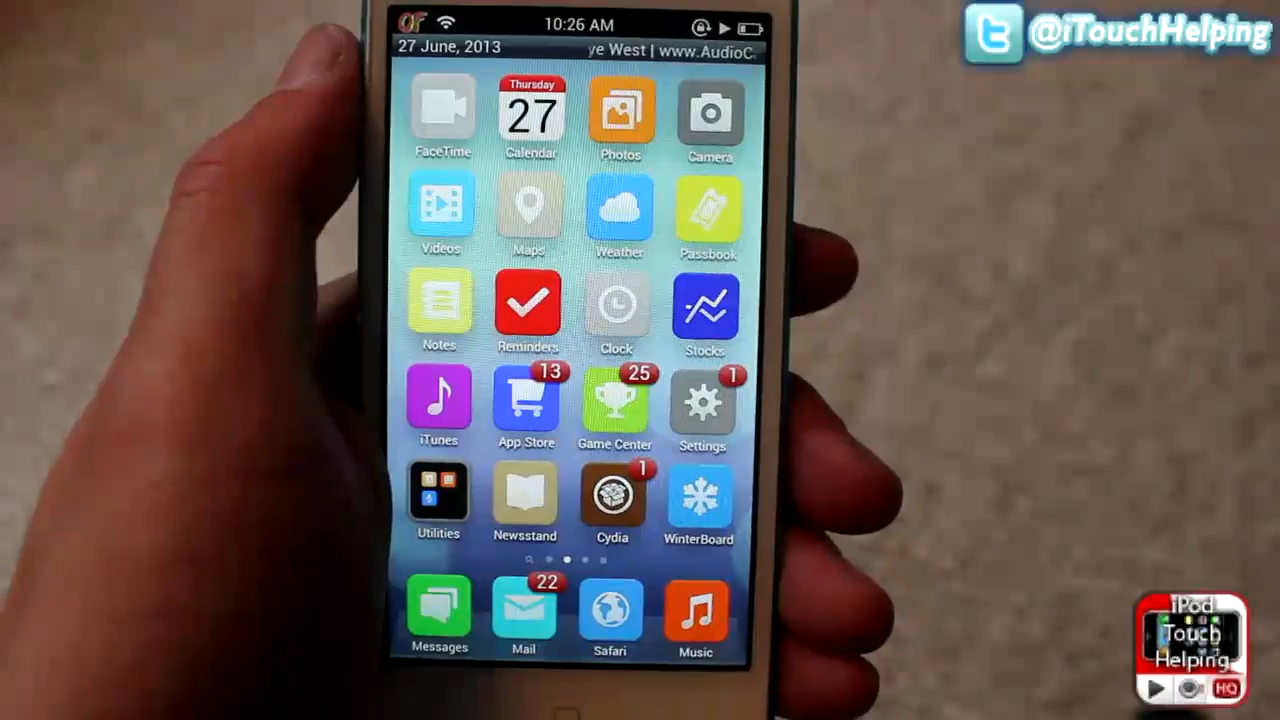 10:26 AM
27 June, 2013
ye West | www.AudioC
@iTouchHelping
FaceTime
Thursday
27
Calendar
Photos
Camera
Videos
Maps
Weather
Passbook
Notes
Reminders
Clock
Stocks
iTunes
13
App Store
25
Game Center
1
Settings
Utilities
Newsstand
1
Cydia
WinterBoard
Messages
22
Mail
Safari
Music
iPod
Touch
Helping
HQ